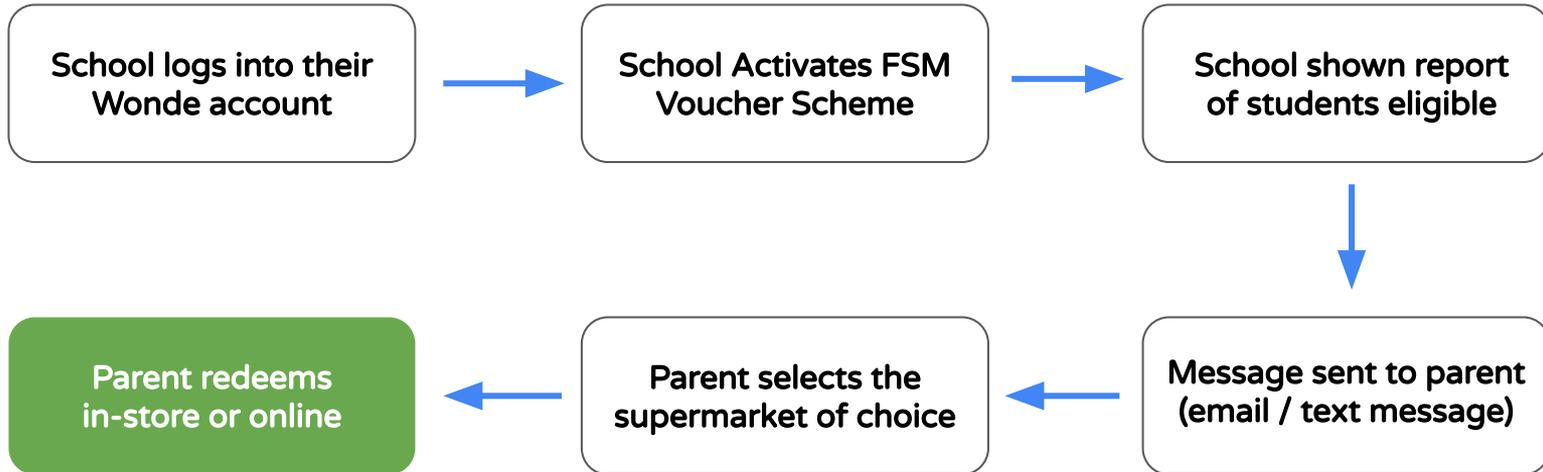 School logs into their
Wonde account
School Activates FSM
Voucher Scheme
School shown report
of students eligible
Message sent to parent
(email / text message)
Parent selects the
supermarket of choice
Parent redeems
in-store or online